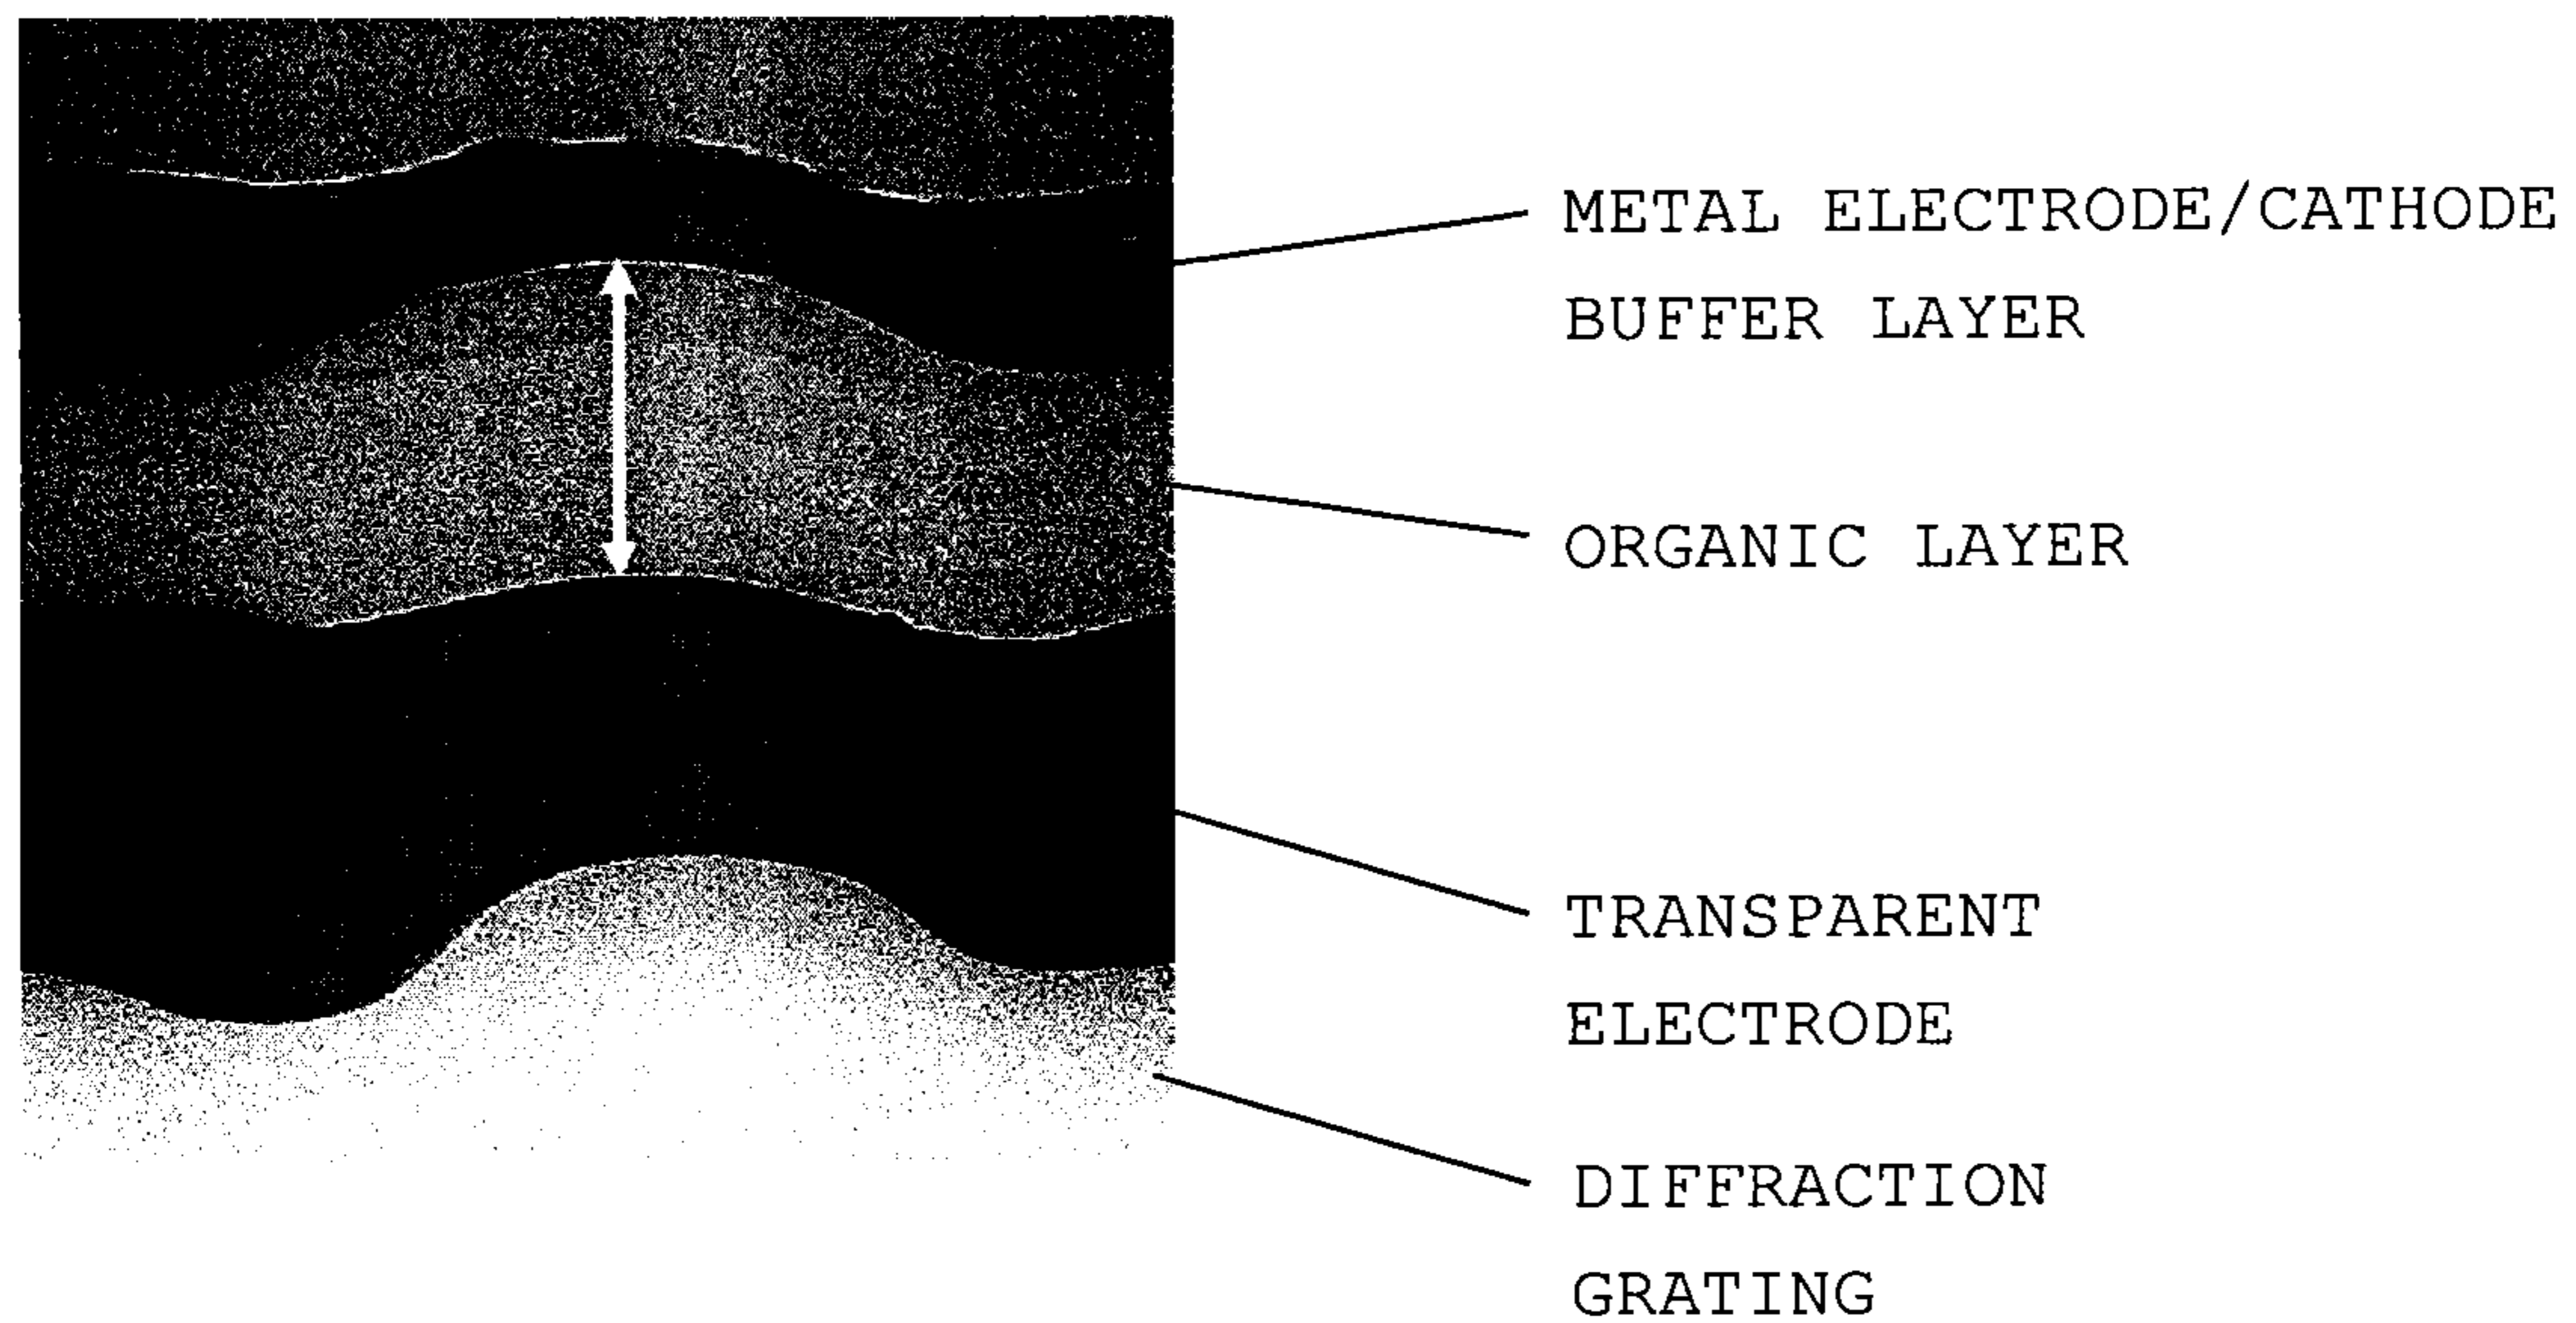 METAL ELECTRODE/CATHODE
BUFFER LAYER
ORGANIC LAYER
TRANSPARENT
ELECTRODE
DIFFRACTION
GRATING